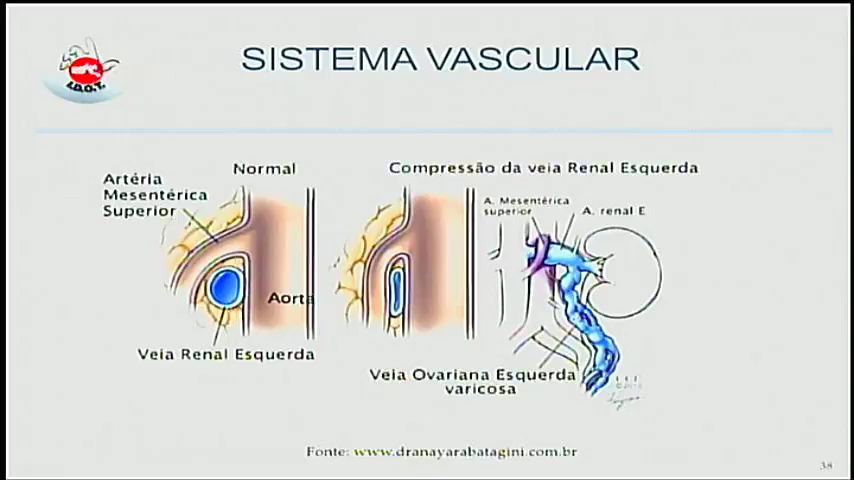 SISTEMA VASCULAR
I.D.O.T.
Normal
Compressão da veia Renal Esquerda
Artéria
Mesentérica
Superior
A. Mesentérica
superior
A. renal E
Aorta
Veia Renal Esquerda
Veia Ovariana Esquerda
varicosa
Fonte: www.dranayarabatagini.com.br
38